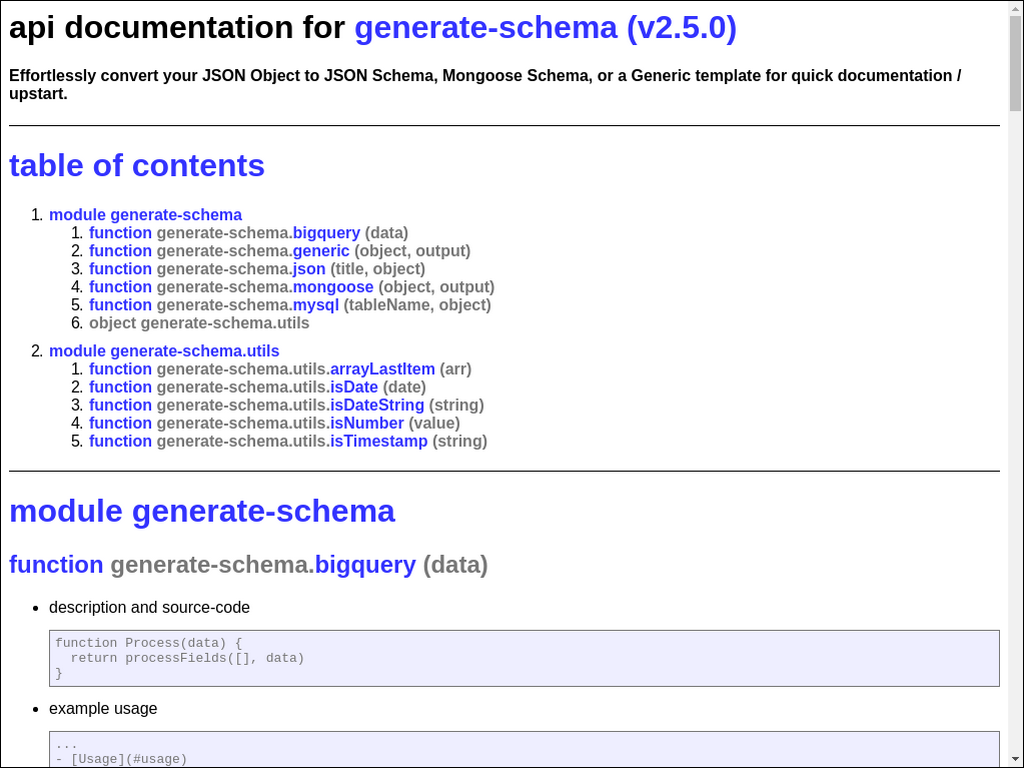 api documentation for generate-schema (v2.5.0)
Effortlessly convert your JSON Object to JSON Schema, Mongoose Schema, or a Generic template for quick documentation /
upstart.
table of contents
1. module generate-schema
1. function generate-schema.bigquery (data)
2. function generate-schema.generic (object, output)
3. function generate-schema.json (title, object)
4. function generate-schema.mongoose (object, output)
5. function generate-schema.mysql (tableName, object)
6. object generate-schema.utils
2. module generate-schema.utils
1. function generate-schema.utils.arrayLastItem (arr)
2. function generate-schema.utils.isDate (date)
3. function generate-schema.utils.isDateString (string)
4. function generate-schema.utils.isNumber (value)
5. function generate-schema.utils.isTimestamp (string)
module generate-schema
function generate-schema.bigquery (data)
• description and source-code
function Process(data) {
  return processFields([], data)
}
• example usage
...
- [Usage](#usage)